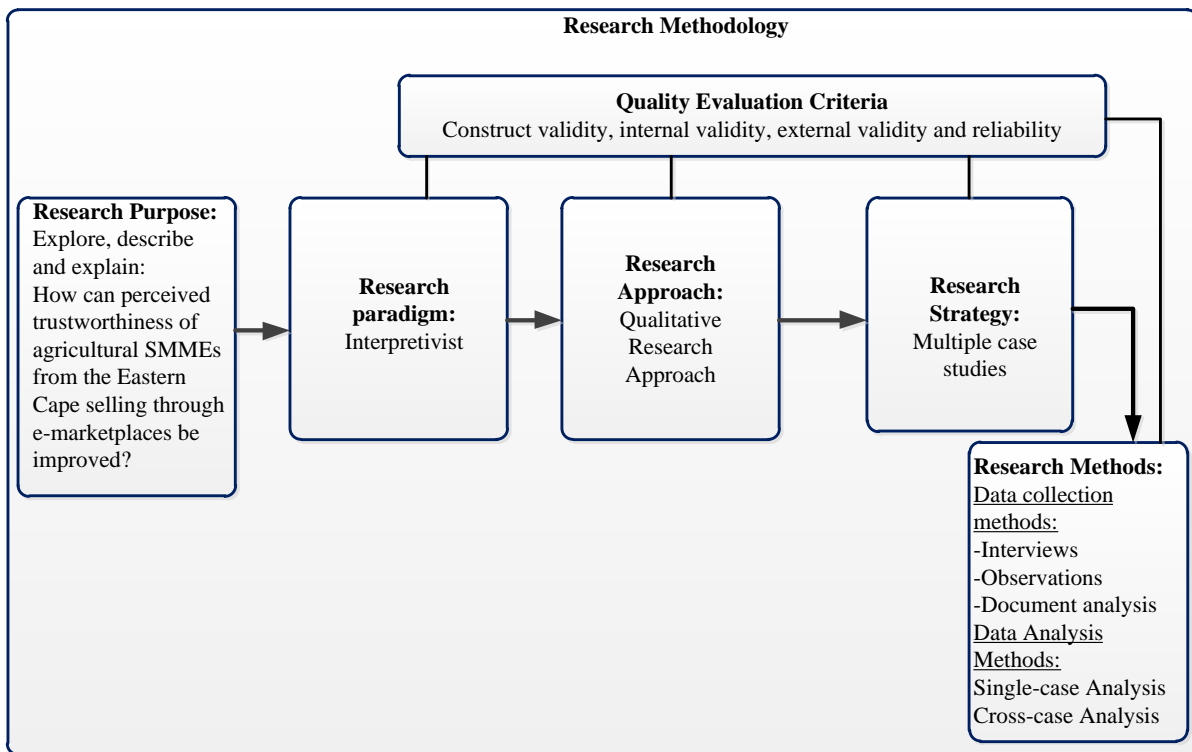 Research Methodology
Quality Evaluation Criteria
Construct validity, internal validity, external validity and reliability
Research Purpose:
Explore, describe
and explain:
How can perceived
trustworthiness of
agricultural SMMEs
from the Eastern
Cape selling through
e-marketplaces be
improved?
Research
paradigm:
Interpretivist
Research
Approach:
Qualitative
Research
Approach
Research
Strategy:
Multiple case
studies
Research Methods:
Data collection
methods:
-Interviews
-Observations
-Document analysis
Data Analysis
Methods:
Single-case Analysis
Cross-case Analysis